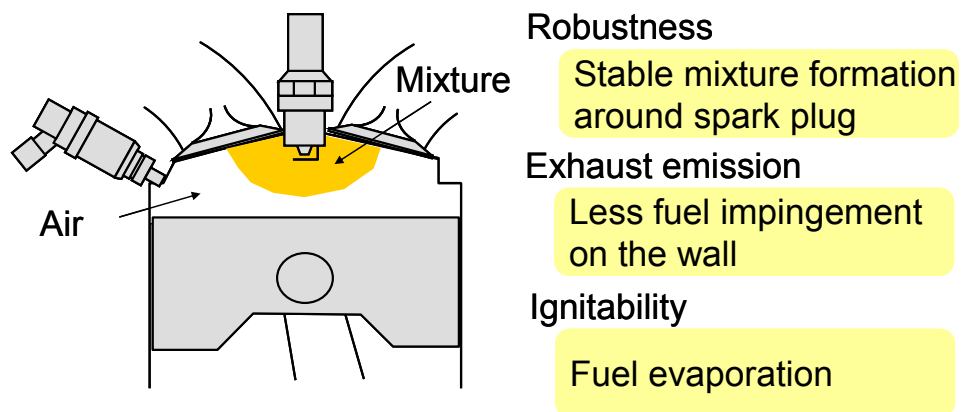 Robustness
Mixture
Stable mixture formation
around spark plug
Exhaust emission
Air
Less fuel impingement
on the wall
Ignitability
Fuel evaporation